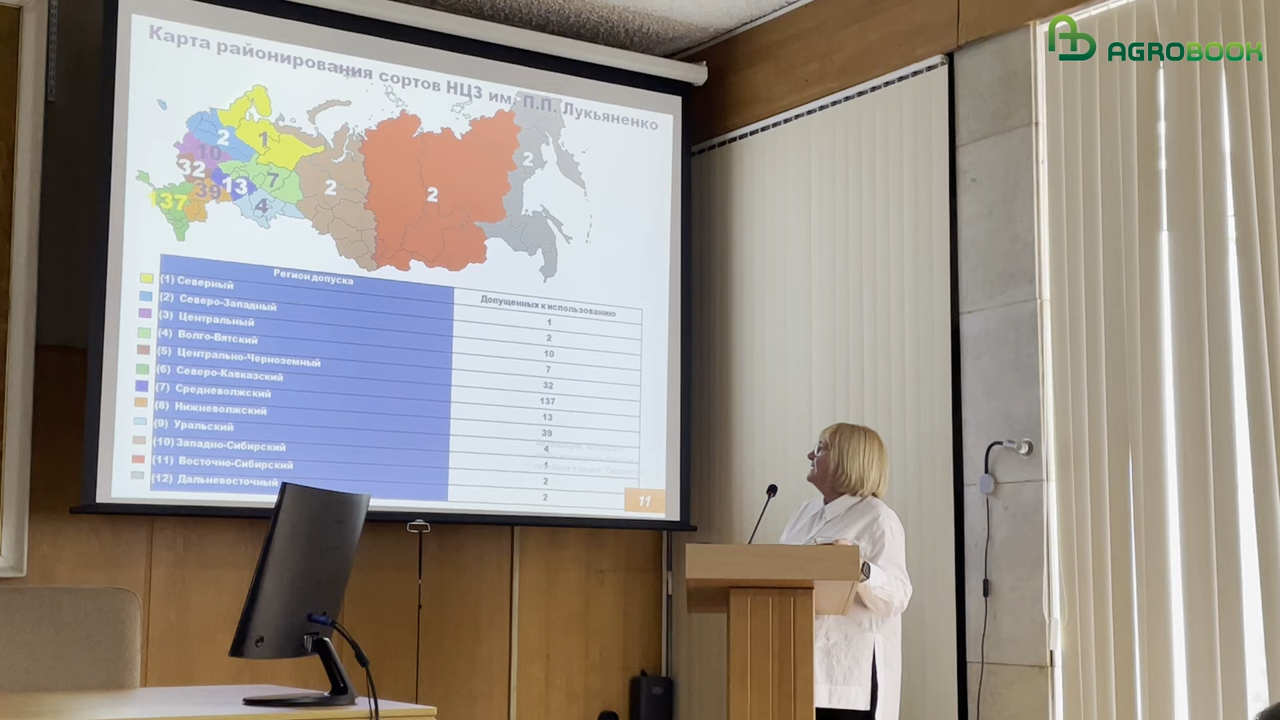 AGROBOOK
Карта районирования сортов НЦЗ им. П.П. Лукьяненко
1
2
10
32
13
7
39
137
4
2
2
2
Регион допуска Допущенных к использованию
(1) Северный 1
(2) Северо-Западный 2
(3) Центральный 10
(4) Волго-Вятский 7
(5) Центрально-Черноземный 32
(6) Северо-Кавказский 137
(7) Средневолжский 13
(8) Нижневолжский 39
(9) Уральский 4
(10) Западно-Сибирский
(11) Восточно-Сибирский 2
(12) Дальневосточный 2
11